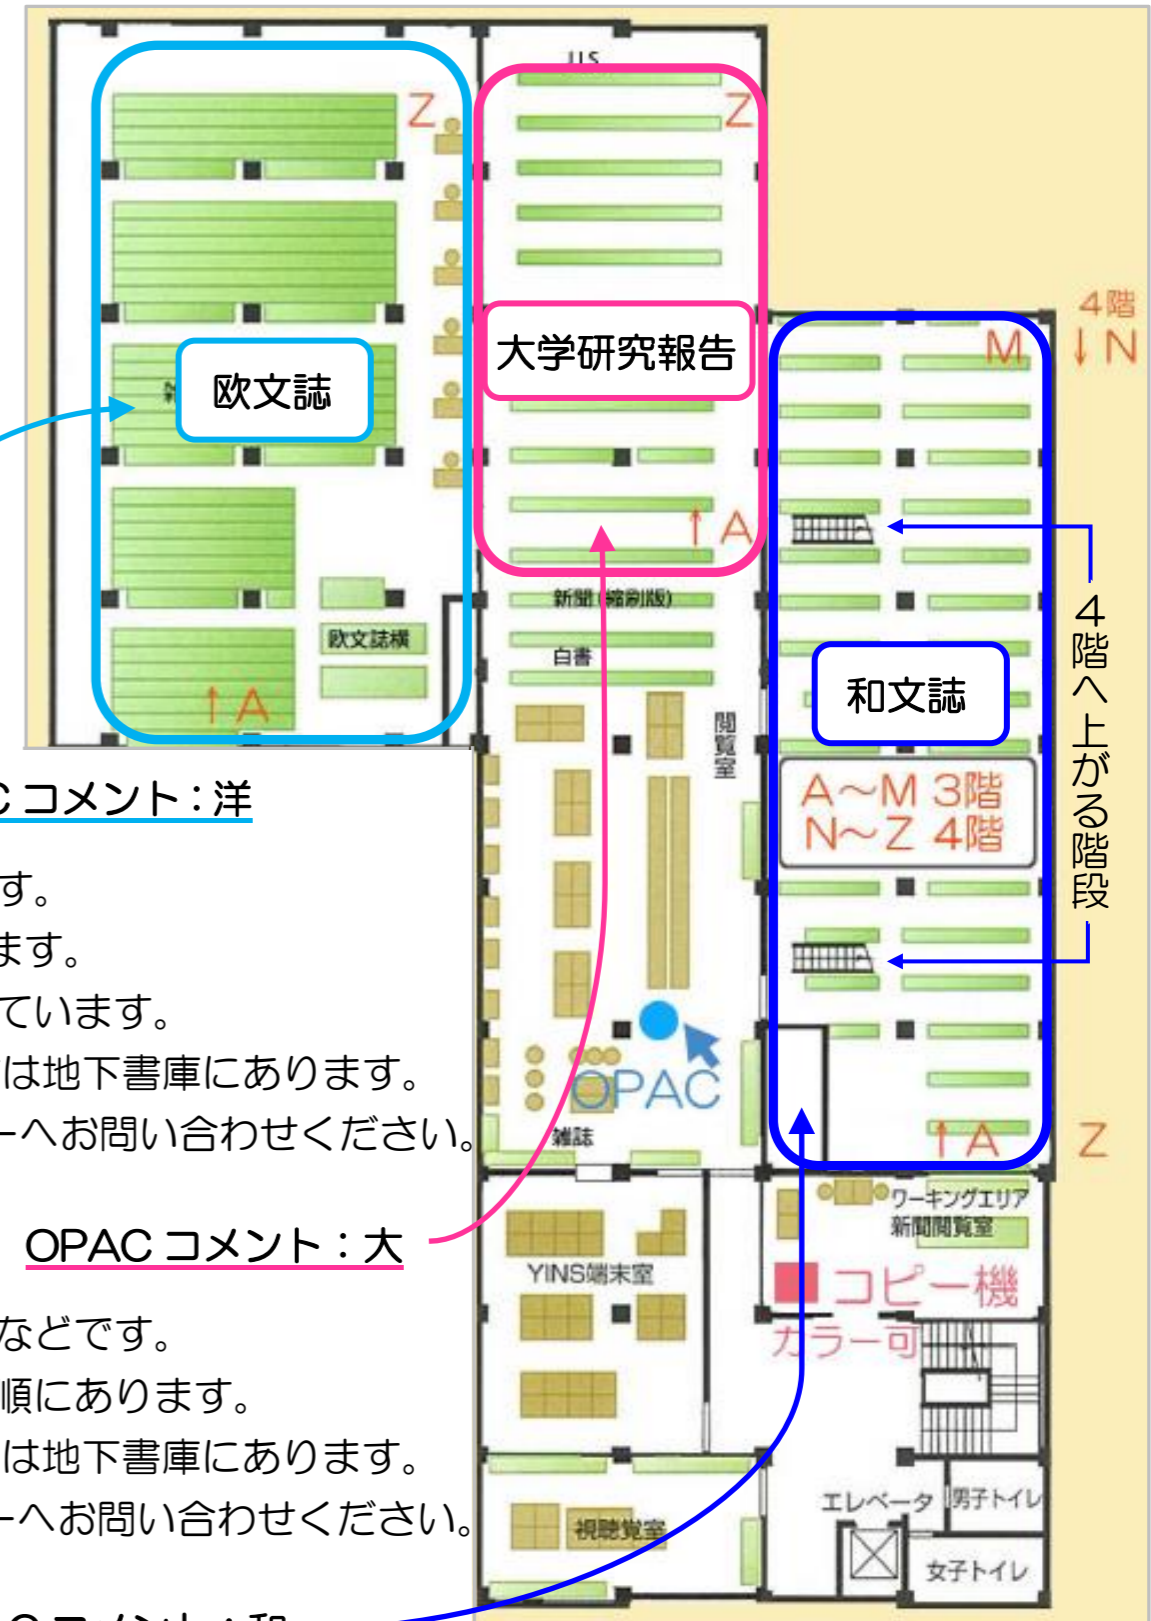 JIS
Z
Z
4階
M
↓N
大学研究報告
欧文誌
↑A
新聞(縮刷版)
欧文誌横
白書
和文誌
4階へ上がる階段
↑A
閲覧室
A〜M 3階
N〜Z 4階
C コメント:洋
す。
ます。
ています。
は地下書庫にあります。
ーへお問い合わせください。
OPAC
雑誌
↑A
Z
ワーキングエリア
新聞閲覧室
OPAC コメント:大
YINS端末室
コピー機
カラー可
などです。
順にあります。
は地下書庫にあります。
ーへお問い合わせください。
エレベータ
男子トイレ
視聴覚室
女子トイレ
C コメント:和